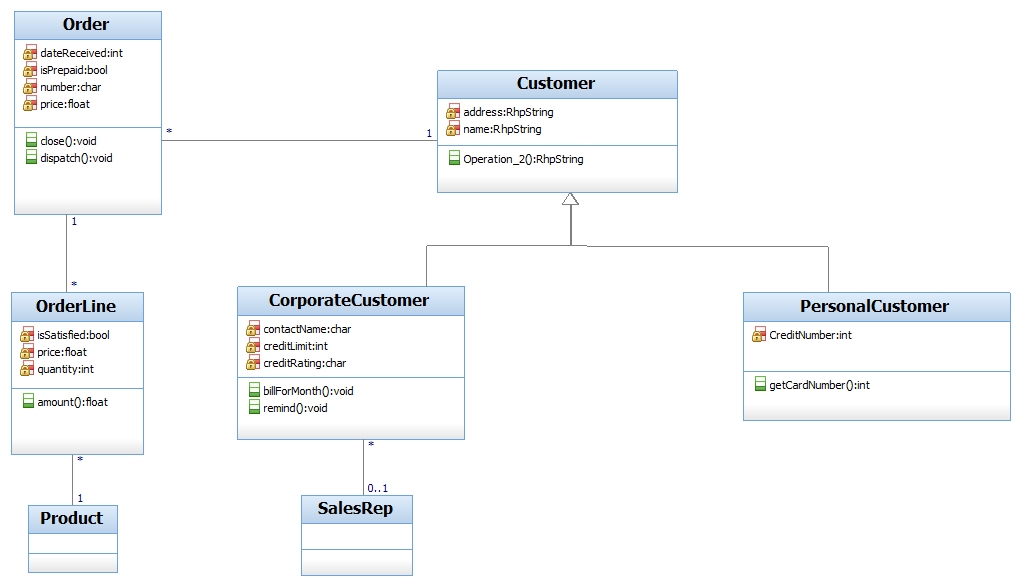 Order
dateReceived:int
isPrepaid:bool
number:char
price:float
close():void
dispatch():void
*
1
Customer
address:RhpString
name:RhpString
Operation_2():RhpString
1
*
OrderLine
isSatisfied:bool
price:float
quantity:int
amount():float
*
1
Product
CorporateCustomer
contactName:char
creditLimit:int
creditRating:char
billForMonth():void
remind():void
*
0..1
SalesRep
PersonalCustomer
CreditNumber:int
getCardNumber():int